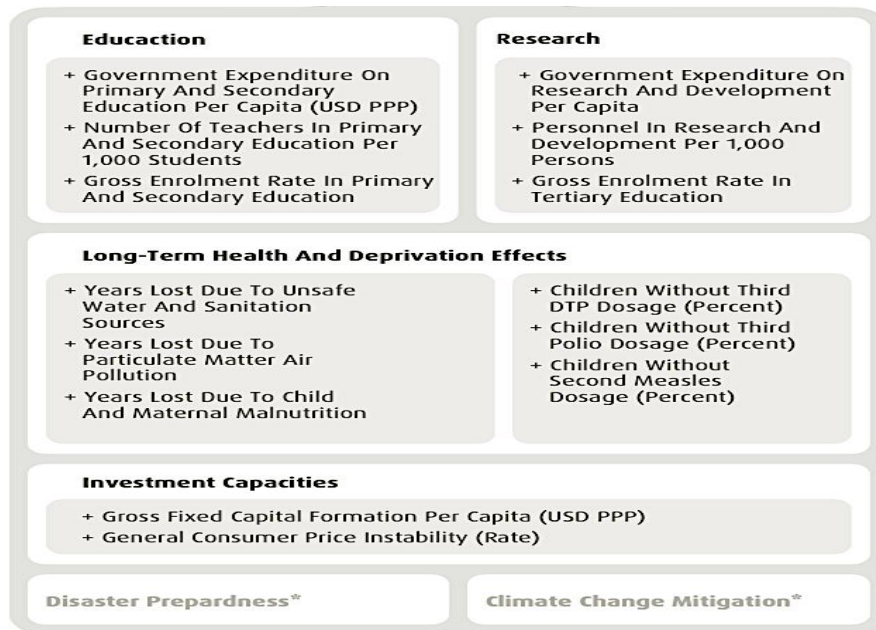 Educaction
+ Government Expenditure On
Primary And Secondary
Education Per Capita (USD PPP)
+ Number Of Teachers In Primary
And Secondary Education Per
1,000 Students
+ Gross Enrolment Rate In Primary
And Secondary Education
Research
+ Government Expenditure On
Research And Development
Per Capita
+ Personnel In Research And
Development Per 1,000
Persons
+ Gross Enrolment Rate In
Tertiary Education
Long-Term Health And Deprivation Effects
+ Years Lost Due To Unsafe
Water And Sanitation
Sources
+ Years Lost Due To
Particulate Matter Air
Pollution
+ Years Lost Due To Child
And Maternal Malnutrition
+ Children Without Third
DTP Dosage (Percent)
+ Children Without Third
Polio Dosage (Percent)
+ Children Without
Second Measles
Dosage (Percent)
Investment Capacities
+ Gross Fixed Capital Formation Per Capita (USD PPP)
+ General Consumer Price Instability (Rate)
Disaster Prepardness*
Climate Change Mitigation*